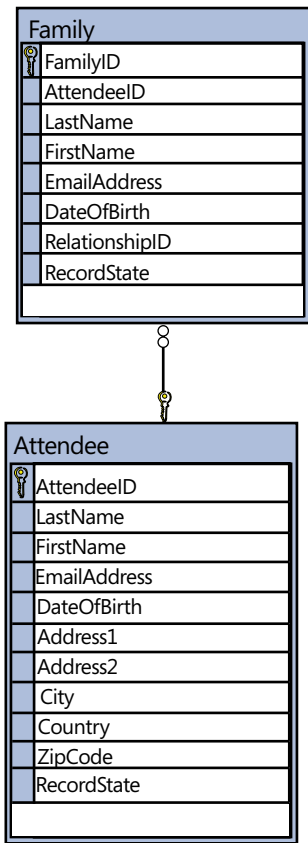 Family
FamilyID
AttendeeID
LastName
FirstName
EmailAddress
DateOfBirth
RelationshipID
RecordState
Attendee
AttendeeID
LastName
FirstName
EmailAddress
DateOfBirth
Address1
Address2
City
Country
ZipCode
RecordState